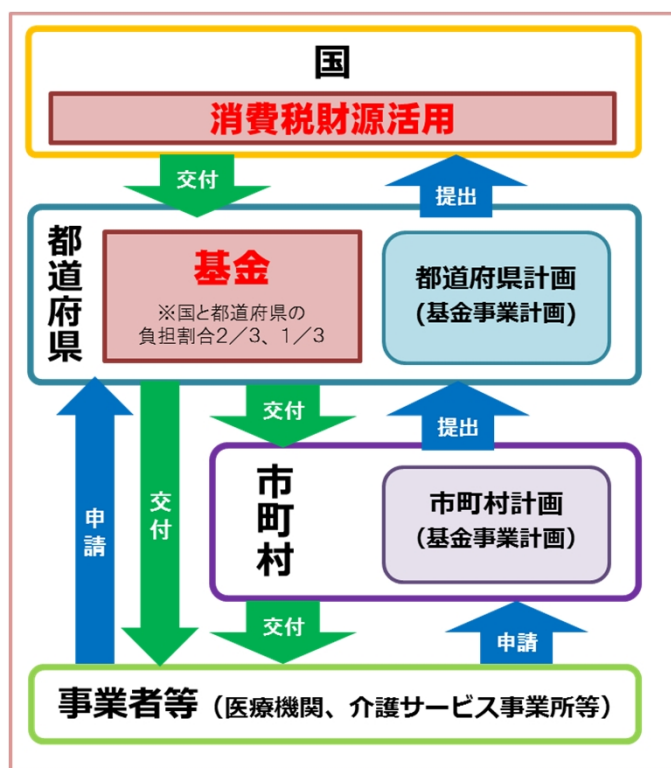 国
消費税財源活用
交付
提出
都道府県
基金
※国と都道府県の
負担割合2／3、1／3
都道府県計画
(基金事業計画)
交付
提出
申請
交付
市町村
市町村計画
(基金事業計画)
交付
申請
事業者等（医療機関、介護サービス事業所等）